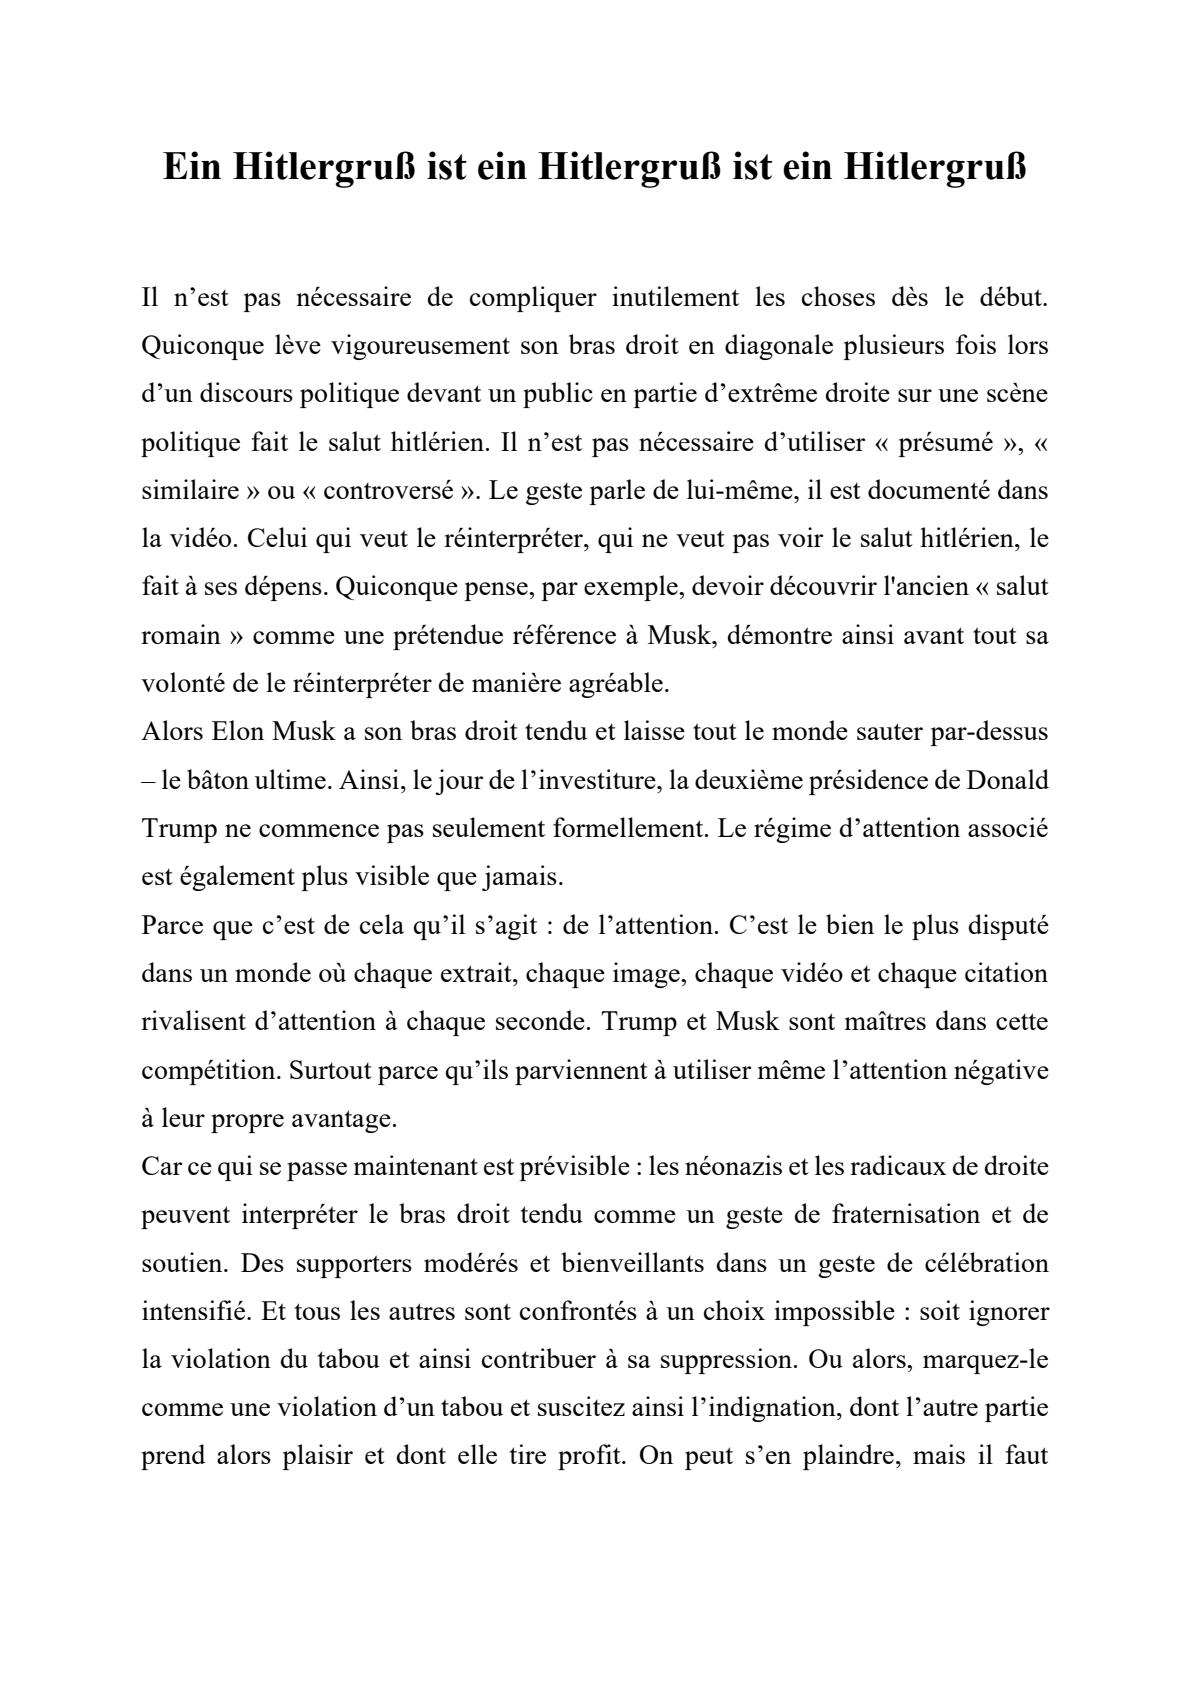 Ein Hitlergruß ist ein Hitlergruß ist ein Hitlergruß
Il n’est pas nécessaire de compliquer inutilement les choses dès le début.
Quiconque lève vigoureusement son bras droit en diagonale plusieurs fois lors
d’un discours politique devant un public en partie d’extrême droite sur une scène
politique fait le salut hitlérien. Il n’est pas nécessaire d’utiliser « présumé », «
similaire » ou « controversé ». Le geste parle de lui-même, il est documenté dans
la vidéo. Celui qui veut le réinterpréter, qui ne veut pas voir le salut hitlérien, le
fait à ses dépens. Quiconque pense, par exemple, devoir découvrir l'ancien « salut
romain » comme une prétendue référence à Musk, démontre ainsi avant tout sa
volonté de le réinterpréter de manière agréable.
Alors Elon Musk a son bras droit tendu et laisse tout le monde sauter par-dessus
– le bâton ultime. Ainsi, le jour de l’investiture, la deuxième présidence de Donald
Trump ne commence pas seulement formellement. Le régime d’attention associé
est également plus visible que jamais.
Parce que c’est de cela qu’il s’agit : de l’attention. C’est le bien le plus disputé
dans un monde où chaque extrait, chaque image, chaque vidéo et chaque citation
rivalisent d’attention à chaque seconde. Trump et Musk sont maîtres dans cette
compétition. Surtout parce qu’ils parviennent à utiliser même l’attention négative
à leur propre avantage.
Car ce qui se passe maintenant est prévisible : les néonazis et les radicaux de droite
peuvent interpréter le bras droit tendu comme un geste de fraternisation et de
soutien. Des supporters modérés et bienveillants dans un geste de célébration
intensifié. Et tous les autres sont confrontés à un choix impossible : soit ignorer
la violation du tabou et ainsi contribuer à sa suppression. Ou alors, marquez-le
comme une violation d’un tabou et suscitez ainsi l’indignation, dont l’autre partie
prend alors plaisir et dont elle tire profit. On peut s’en plaindre, mais il faut